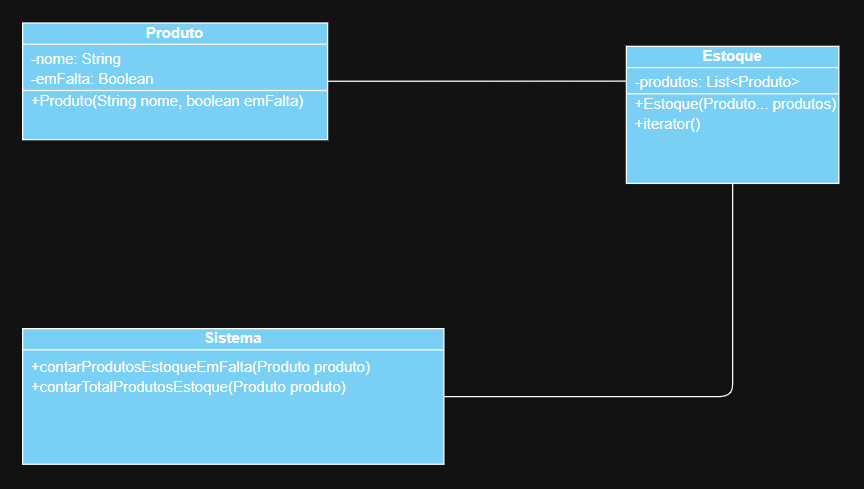 Produto
-nome: String
-emFalta: Boolean
+Produto(String nome, boolean emFalta)
Estoque
-produtos: List<Produto>
+Estoque(Produto... produtos)
+iterator()
Sistema
+contarProdutosEstoqueEmFalta(Produto produto)
+contarTotalProdutosEstoque(Produto produto)